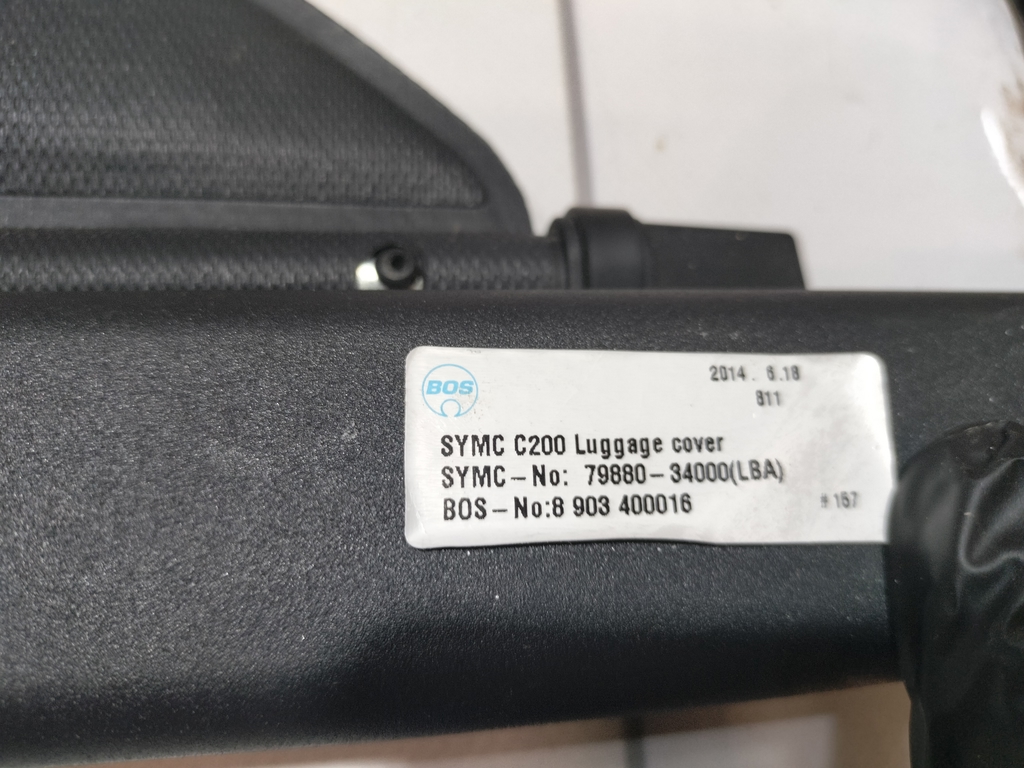 BOS
2014 . 6.18
811
SYMC C200 Luggage cover
SYMC-No: 79880-34000(LBA)
BOS-No:8 903 400016
#167